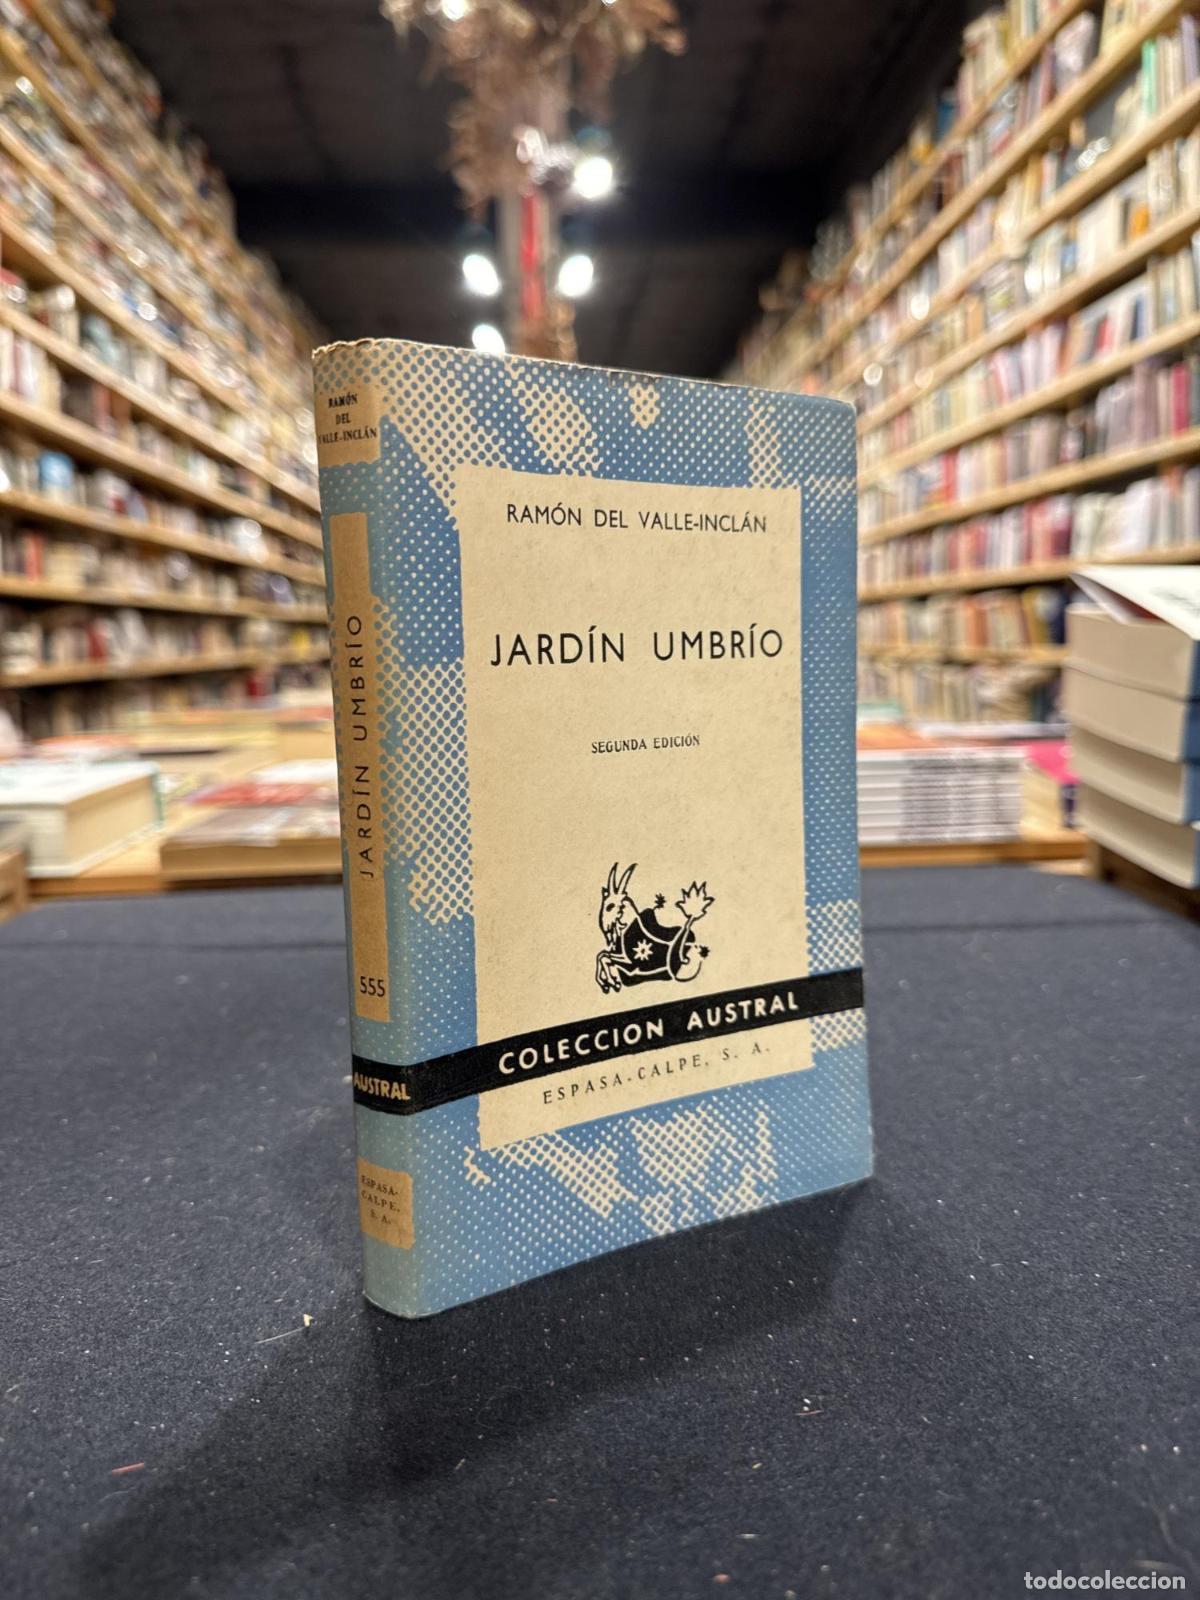 RAMÓN
DEL
VALLE-INCLÁN
JARDÍN UMBRÍO
555
AUSTRAL
ESPASA-
CALPE,
S. A.
RAMÓN DEL VALLE-INCLÁN
JARDÍN UMBRÍO
SEGUNDA EDICIÓN
COLECCION AUSTRAL
ESPASA-CALPE, S. A.
todocoleccion